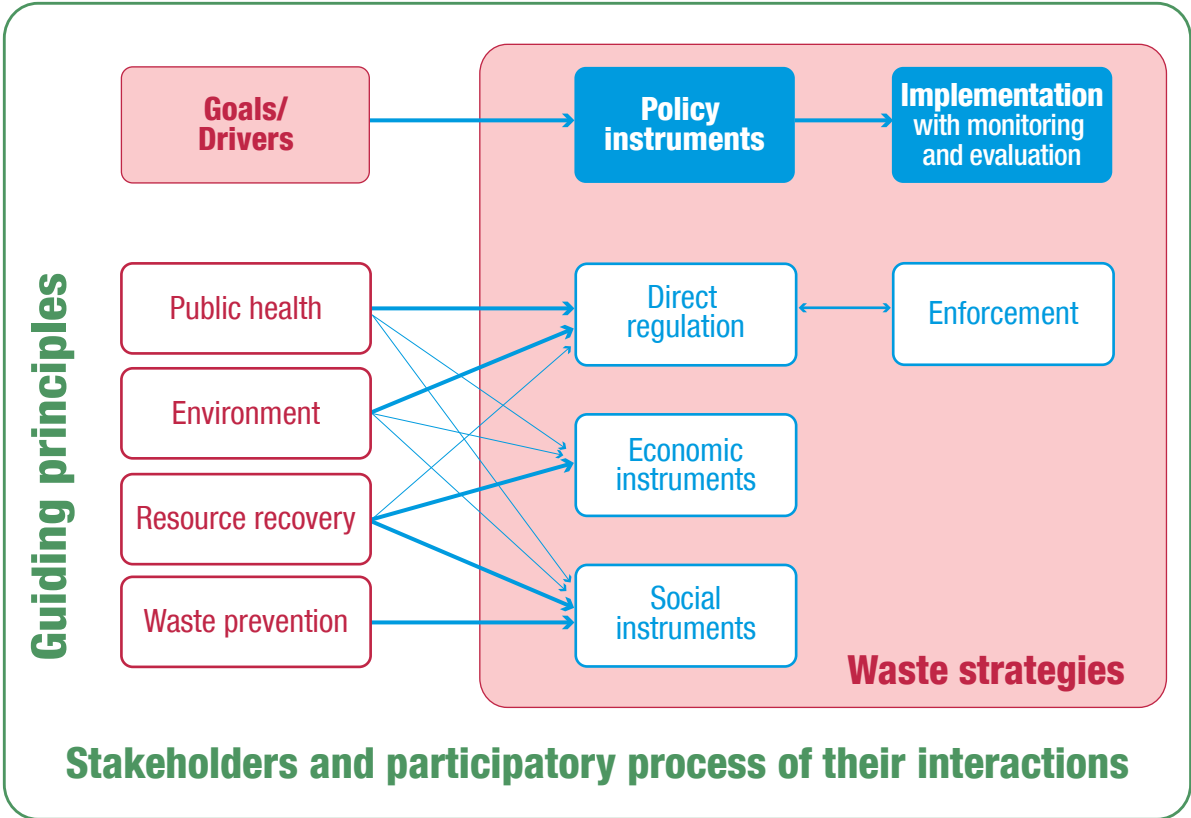 Goals/
Drivers
Policy
instruments
Implementation
with monitoring
and evaluation
Guiding principles
Public health
Environment
Resource recovery
Waste prevention
Direct
regulation
Enforcement
Economic
instruments
Social
instruments
Waste strategies
Stakeholders and participatory process of their interactions